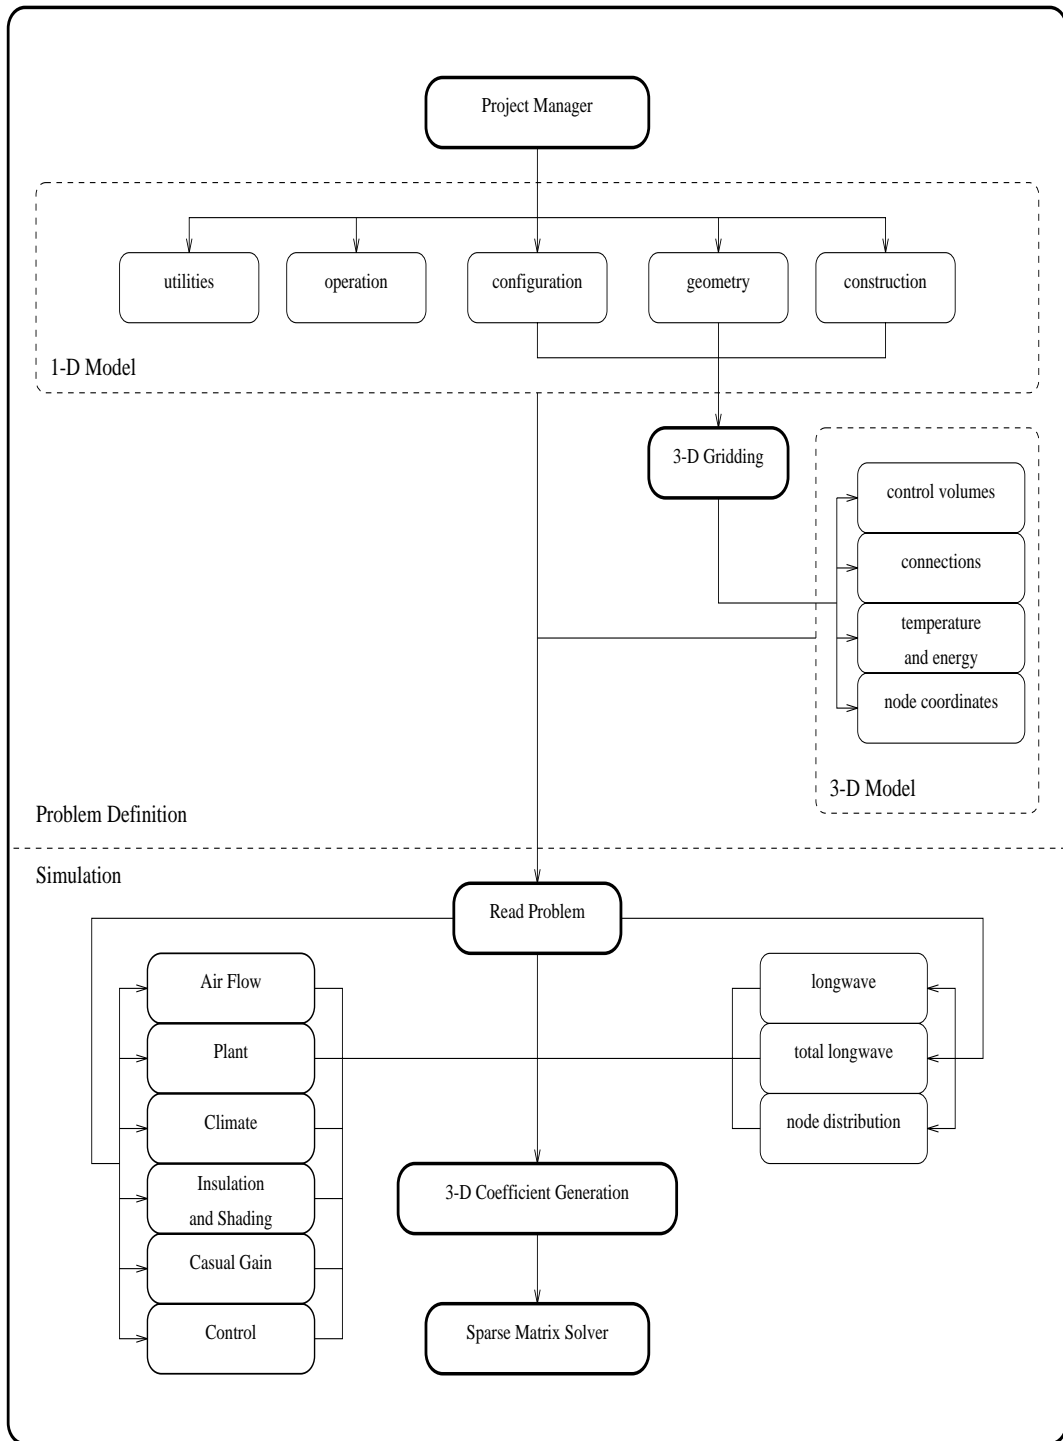 Project Manager
utilities
operation
configuration
geometry
construction
1-D Model
3-D Gridding
control volumes
connections
temperature
and energy
node coordinates
3-D Model
Problem Definition
Simulation
Read Problem
Air Flow
longwave
Plant
total longwave
Climate
node distribution
Insulation
and Shading
3-D Coefficient Generation
Casual Gain
Control
Sparse Matrix Solver